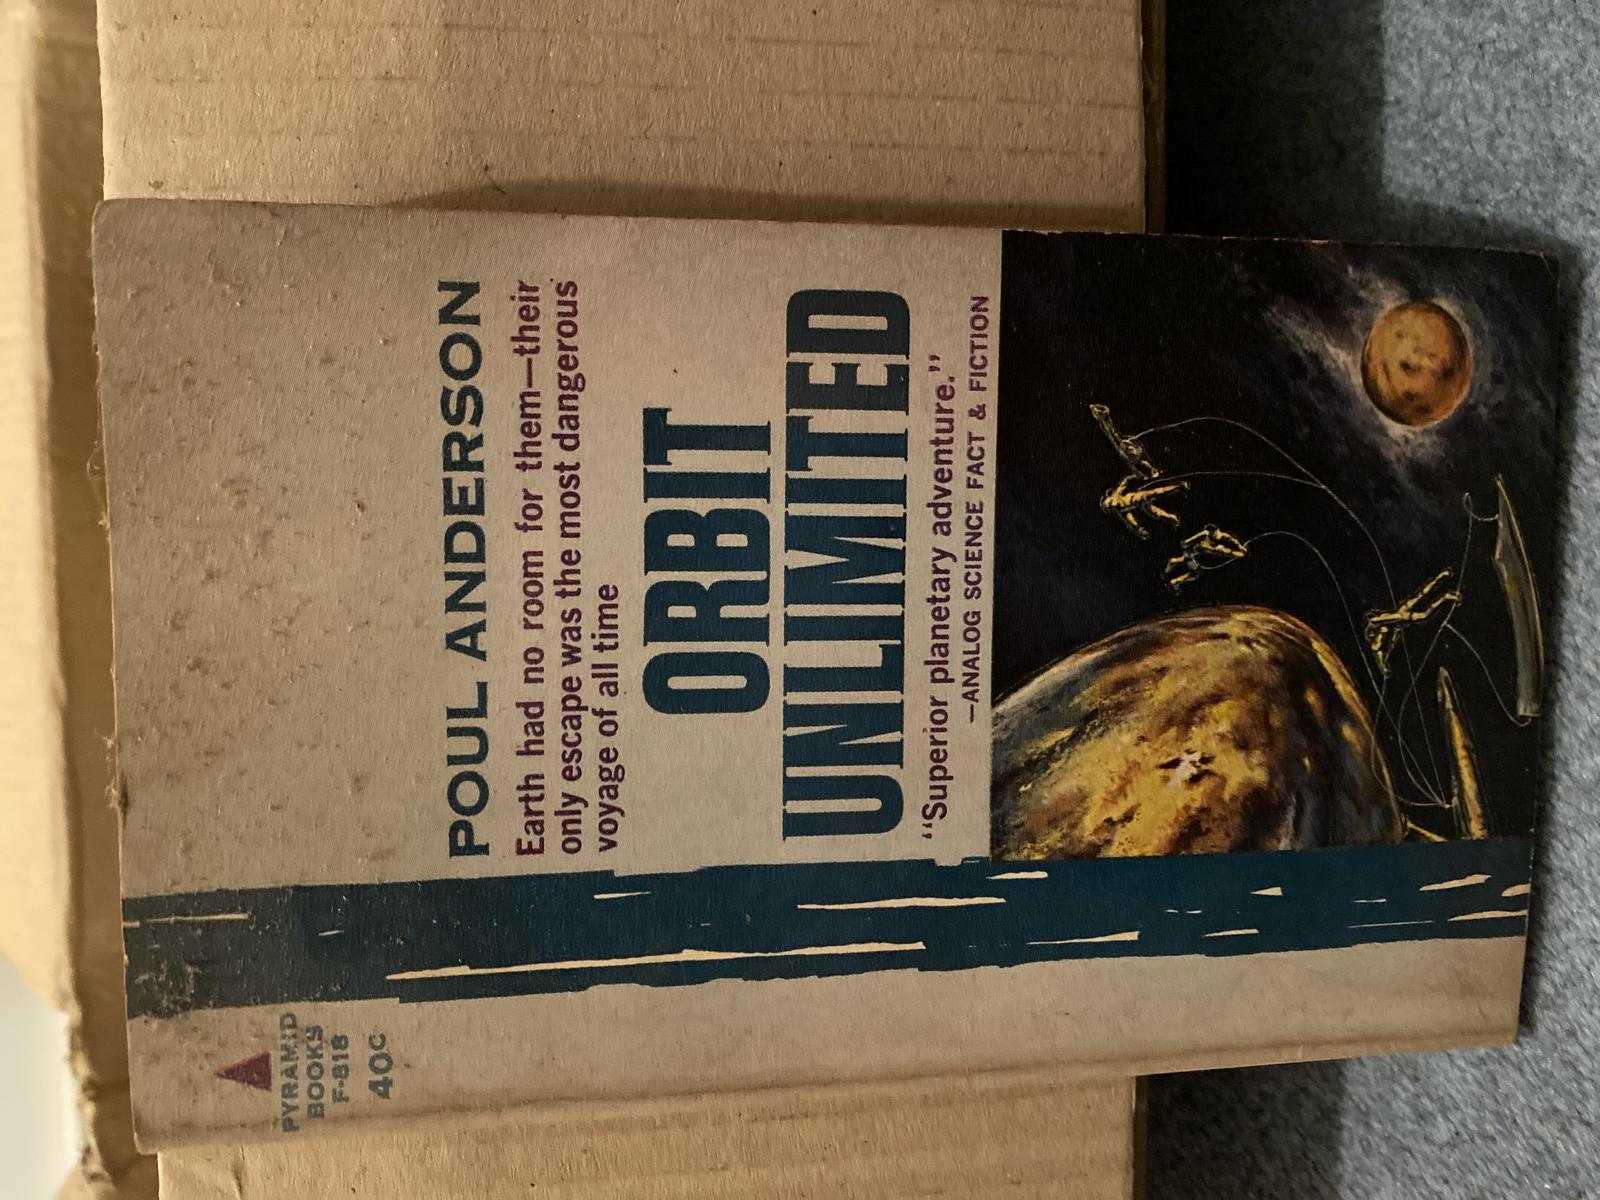 PYRAMID
BOOKS
F-818
40C
POUL ANDERSON
Earth had no room for them—their
only escape was the most dangerous
voyage of all time
ORBIT
UNLIMITED
“Superior planetary adventure.”
—ANALOG SCIENCE FACT & FICTION